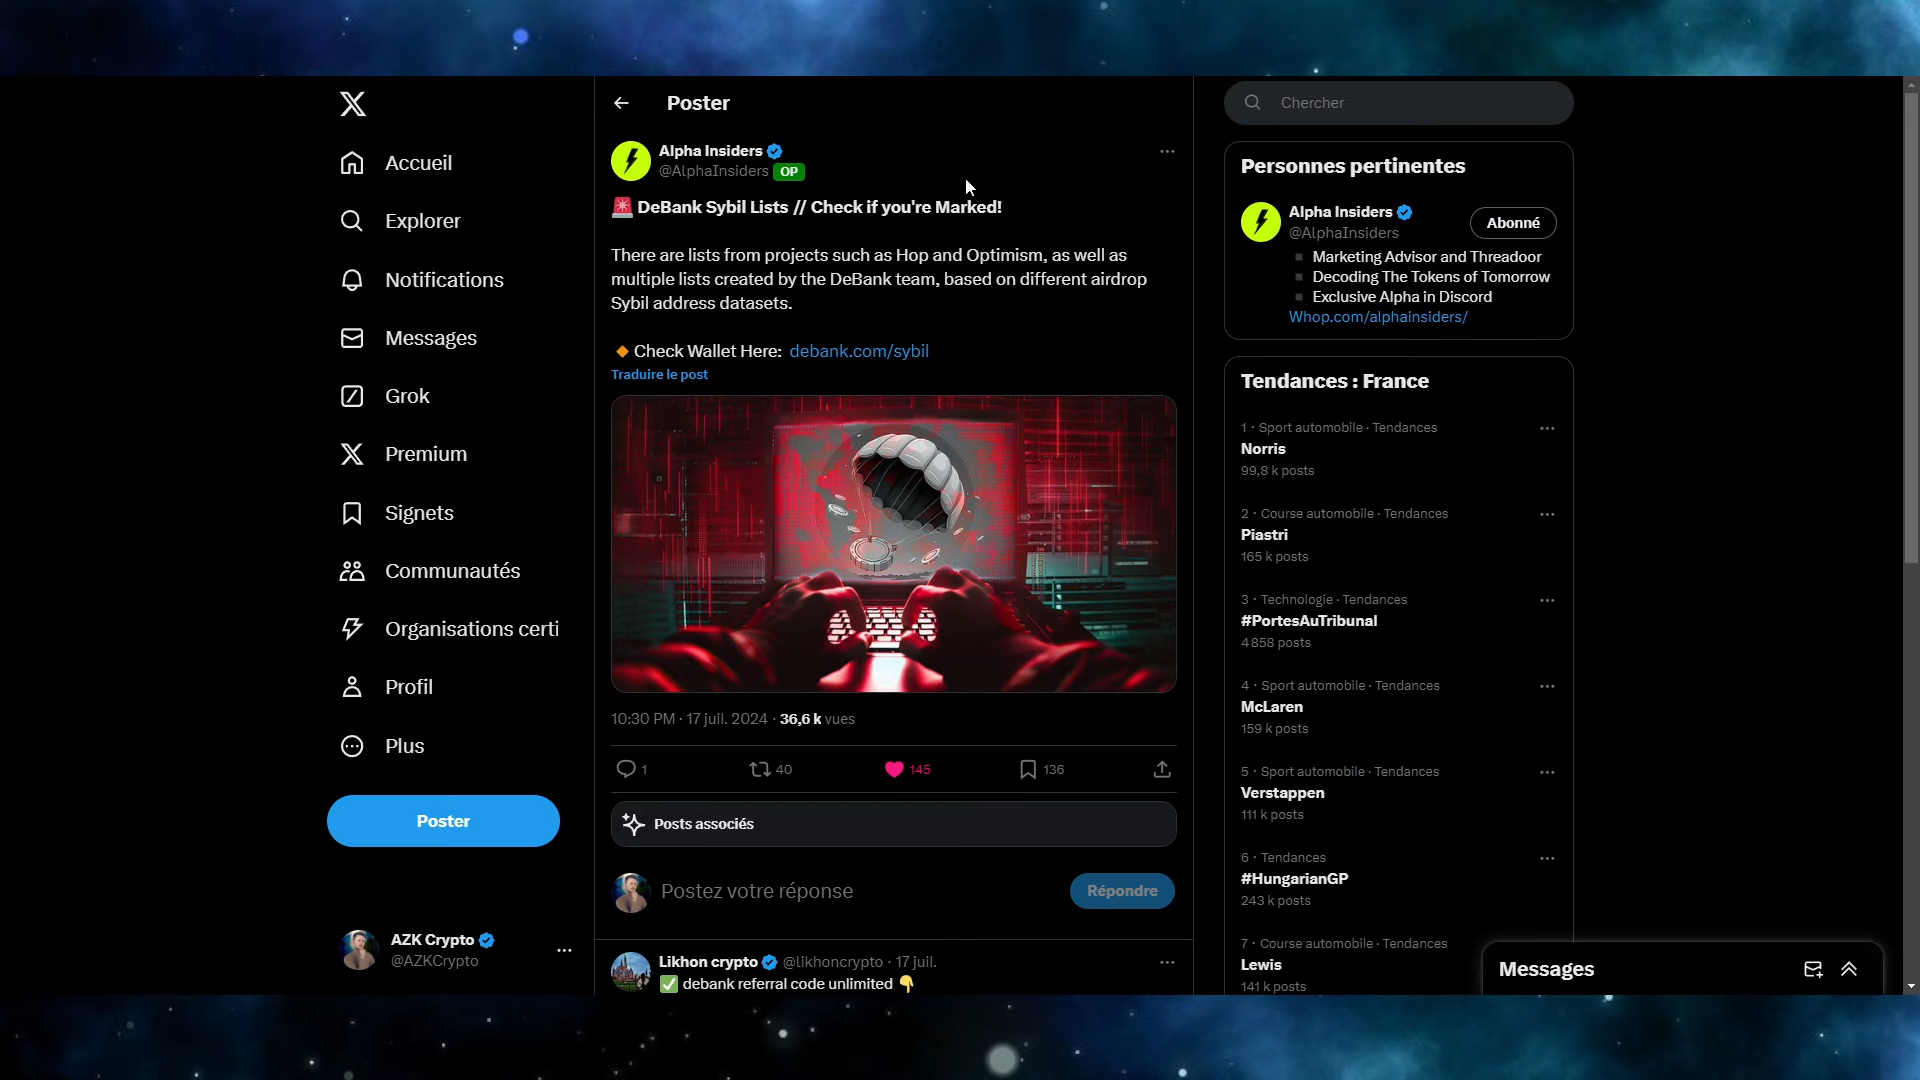 Accueil
Explorer
Notifications
Messages
Grok
Premium
Signets
Communautés
Organisations certi
Profil
Plus
Poster
AZK Crypto
@AZKCrypto
Poster
Alpha Insiders
@AlphaInsiders OP
🚨 DeBank Sybil Lists // Check if you're Marked!
There are lists from projects such as Hop and Optimism, as well as
multiple lists created by the DeBank team, based on different airdrop
Sybil address datasets.
🔸 Check Wallet Here: debank.com/sybil
Traduire le post
10:30 PM · 17 juil. 2024 · 36,6 k vues
1 40 145 136
Posts associés
Postez votre réponse
Répondre
Likhon crypto @likhoncrypto · 17 juil.
✅ debank referral code unlimited 👇
Chercher
Personnes pertinentes
Alpha Insiders
@AlphaInsiders
Abonné
▪ Marketing Advisor and Threadoor
▪ Decoding The Tokens of Tomorrow
▪ Exclusive Alpha in Discord
Whop.com/alphainsiders/
Tendances : France
1 · Sport automobile · Tendances
Norris
99,8 k posts
2 · Course automobile · Tendances
Piastri
165 k posts
3 · Technologie · Tendances
#PortesAuTribunal
4 858 posts
4 · Sport automobile · Tendances
McLaren
159 k posts
5 · Sport automobile · Tendances
Verstappen
111 k posts
6 · Tendances
#HungarianGP
243 k posts
7 · Course automobile · Tendances
Lewis
141 k posts
Messages